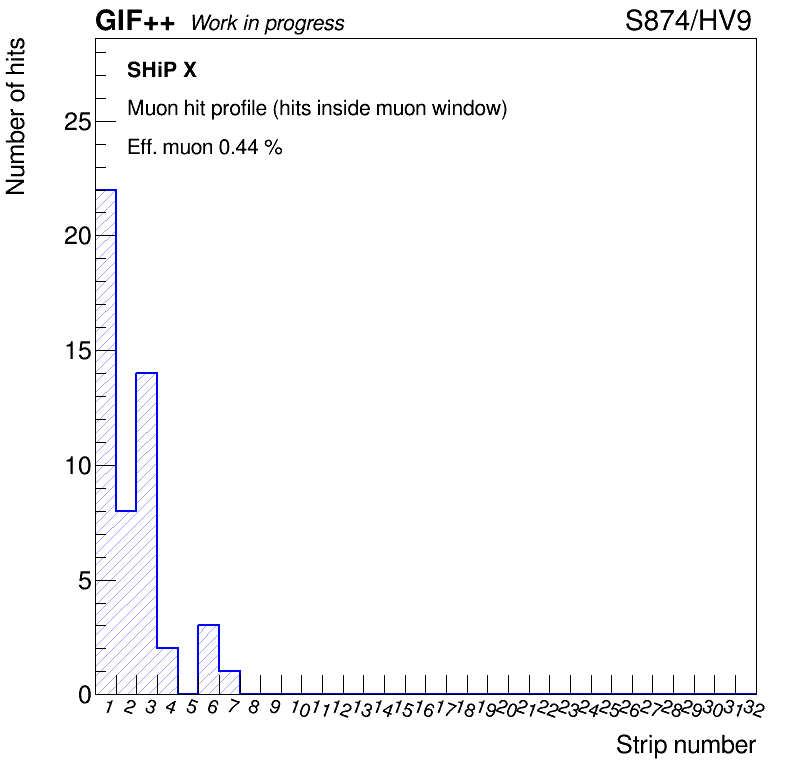 GIF++ Work in progress S874/HV9
Number of hits
SHiP X
Muon hit profile (hits inside muon window)
Eff. muon 0.44 %
25
20
15
10
5
0
1 2 3 4 5 6 7 8 9 10 11 12 13 14 15 16 17 18 19 20 21 22 23 24 25 26 27 28 29 30 31 32
Strip number